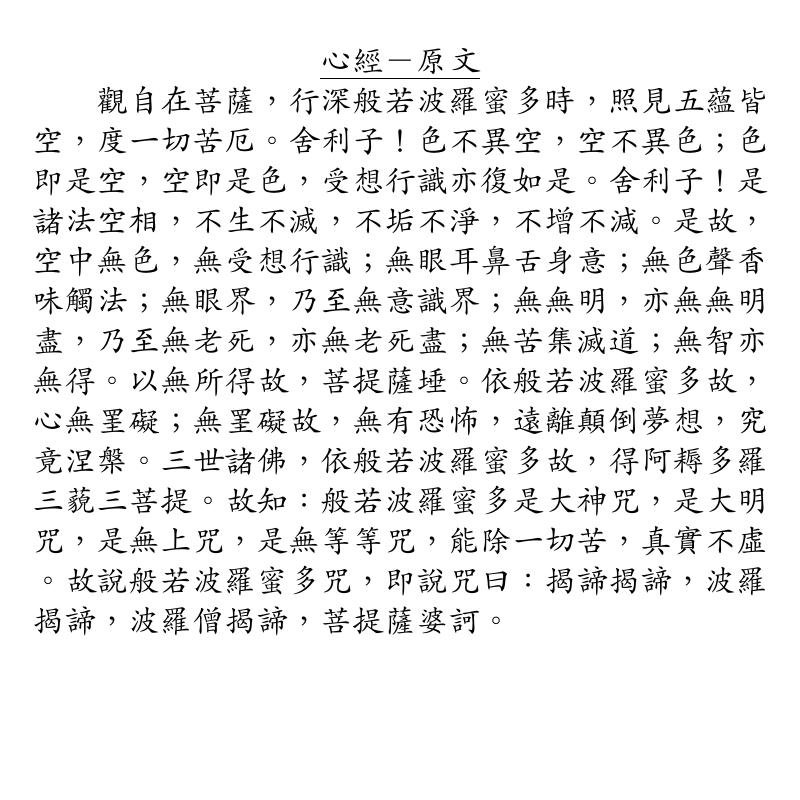 心經－原文
觀自在菩薩，行深般若波羅蜜多時，照見五蘊皆
空，度一切苦厄。舍利子！色不異空，空不異色；色
即是空，空即是色，受想行識亦復如是。舍利子！是
諸法空相，不生不滅，不垢不淨，不增不減。是故，
空中無色，無受想行識；無眼耳鼻舌身意；無色聲香
味觸法；無眼界，乃至無意識界；無無明，亦無無明
盡，乃至無老死，亦無老死盡；無苦集滅道；無智亦
無得。以無所得故，菩提薩埵。依般若波羅蜜多故，
心無罣礙；無罣礙故，無有恐怖，遠離顛倒夢想，究
竟涅槃。三世諸佛，依般若波羅蜜多故，得阿耨多羅
三藐三菩提。故知：般若波羅蜜多是大神咒，是大明
咒，是無上咒，是無等等咒，能除一切苦，真實不虛
。故說般若波羅蜜多咒，即說咒曰：揭諦揭諦，波羅
揭諦，波羅僧揭諦，菩提薩婆訶。